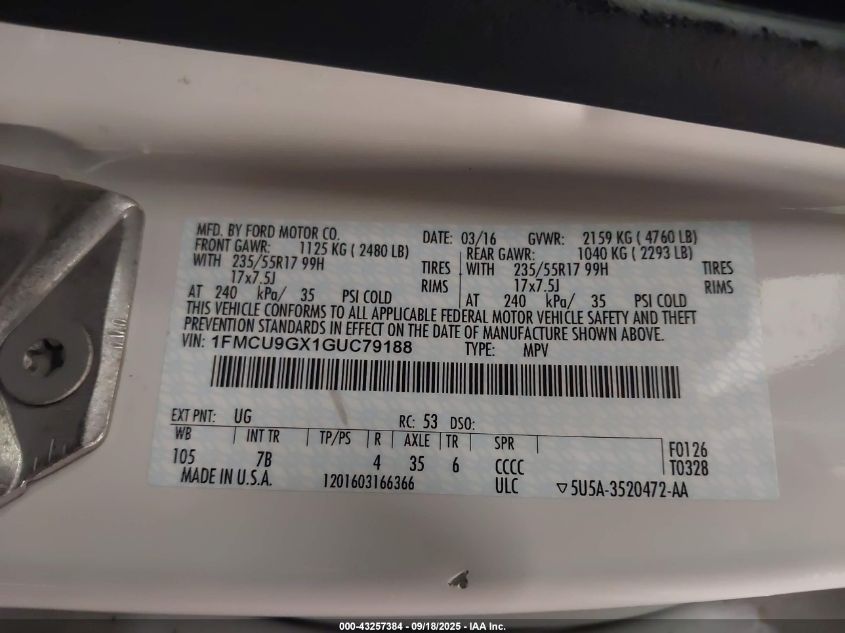 MFD. BY FORD MOTOR CO. DATE: 03/16 GVWR: 2159 KG ( 4760 LB)
FRONT GAWR: 1125 KG ( 2480 LB) REAR GAWR: 1040 KG ( 2293 LB)
WITH 235/55R17 99H TIRES WITH 235/55R17 99H TIRES
17x7.5J RIMS 17x7.5J RIMS
AT 240 kPa/ 35 PSI COLD AT 240 kPa/ 35 PSI COLD
THIS VEHICLE CONFORMS TO ALL APPLICABLE FEDERAL MOTOR VEHICLE SAFETY AND THEFT
PREVENTION STANDARDS IN EFFECT ON THE DATE OF MANUFACTURE SHOWN ABOVE.
VIN: 1FMCU9GX1GUC79188 TYPE: MPV
EXT PNT: UG RC: 53 DSO:
WB INT TR TP/PS R AXLE TR SPR F0126
105 7B 4 35 6 CCCC T0328
MADE IN U.S.A. 1201603166366 ULC ▽5U5A-3520472-AA
000-43257384 - 09/18/2025 - IAA Inc.